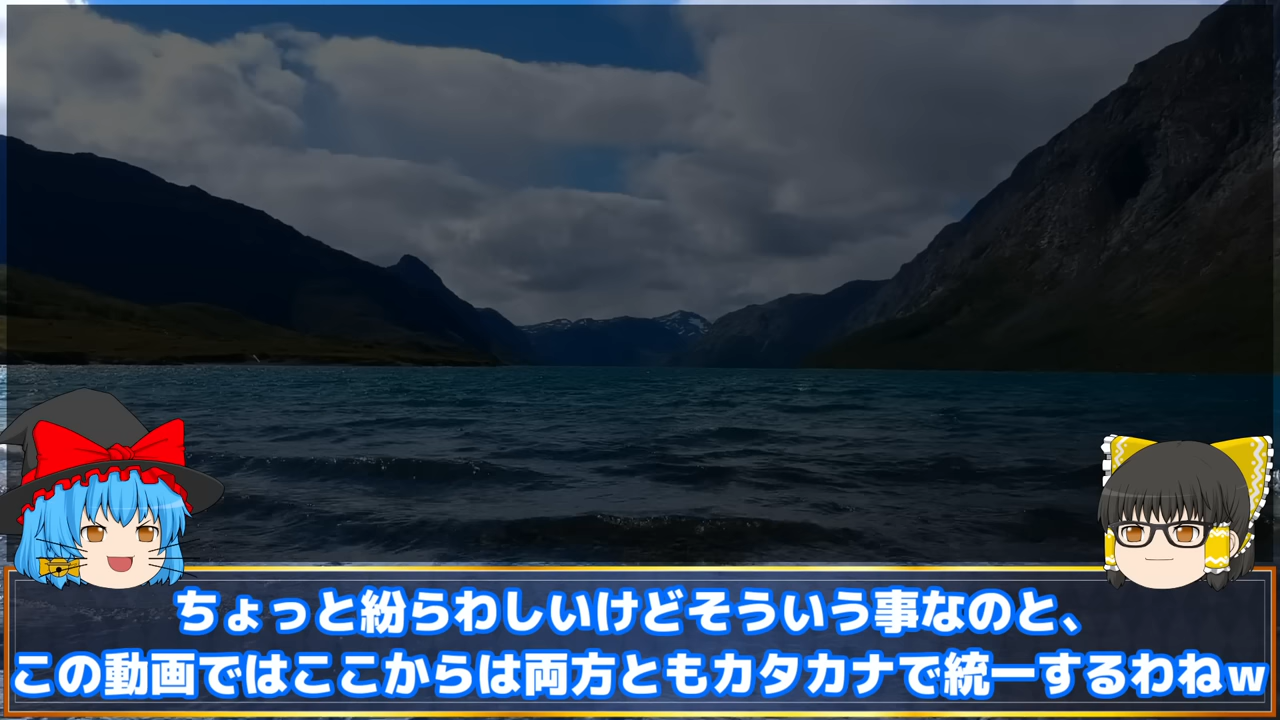 ちょっと紛らわしいけどそういう事なのと、
この動画ではここからは両方ともカタカナで統一するわねw